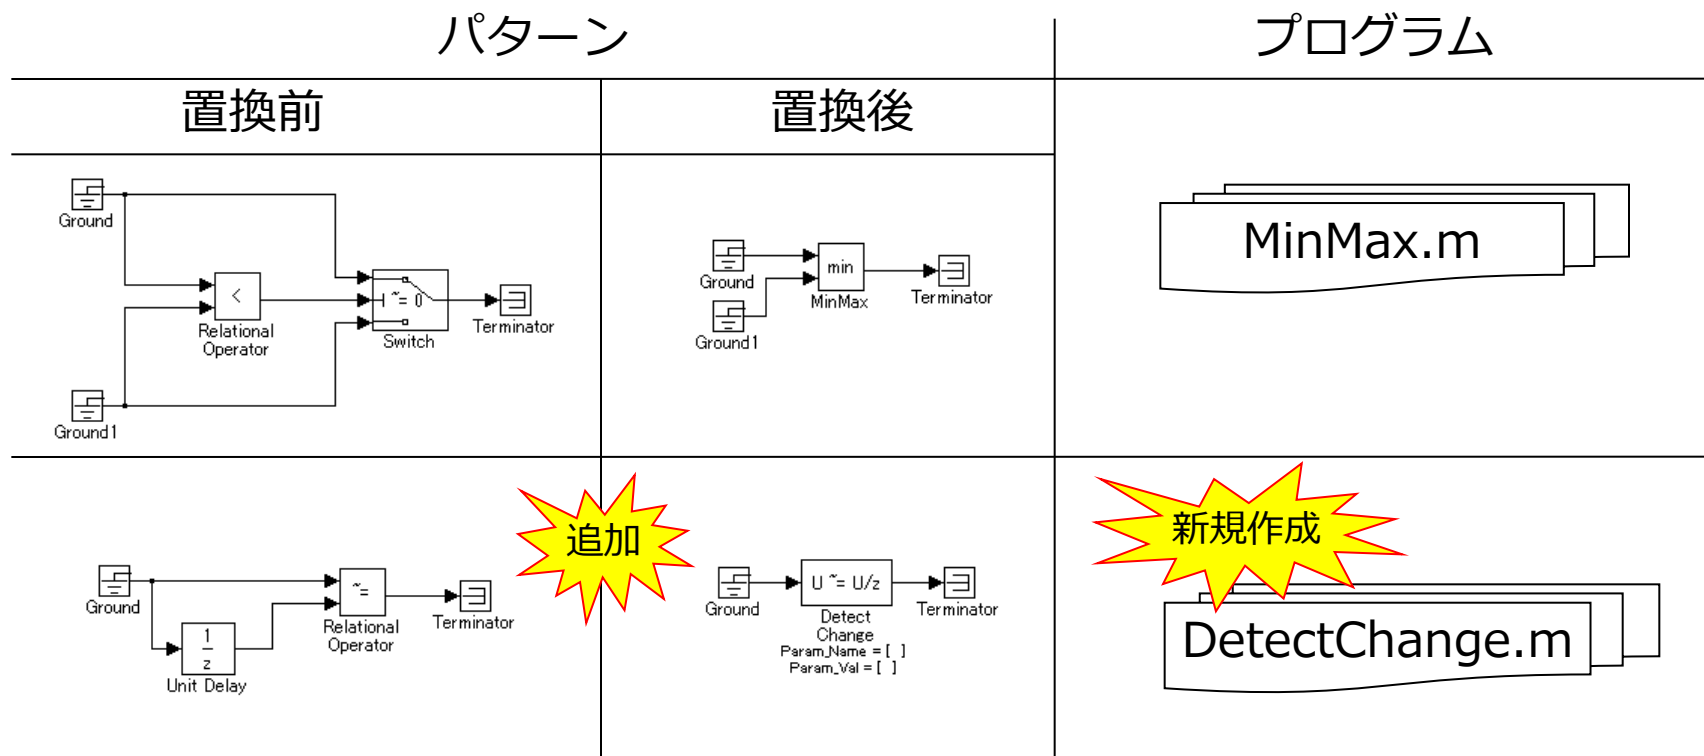 パターン
プログラム
置換前
置換後
Ground
<
Relational
Operator
~= 0
Switch
Terminator
Ground1
Ground
min
MinMax
Terminator
Ground1
MinMax.m
追加
新規作成
Ground
1
z
Unit Delay
~=
Relational
Operator
Terminator
Ground
U ~= U/z
Detect
Change
Param_Name = [ ]
Param_Val = [ ]
Terminator
DetectChange.m